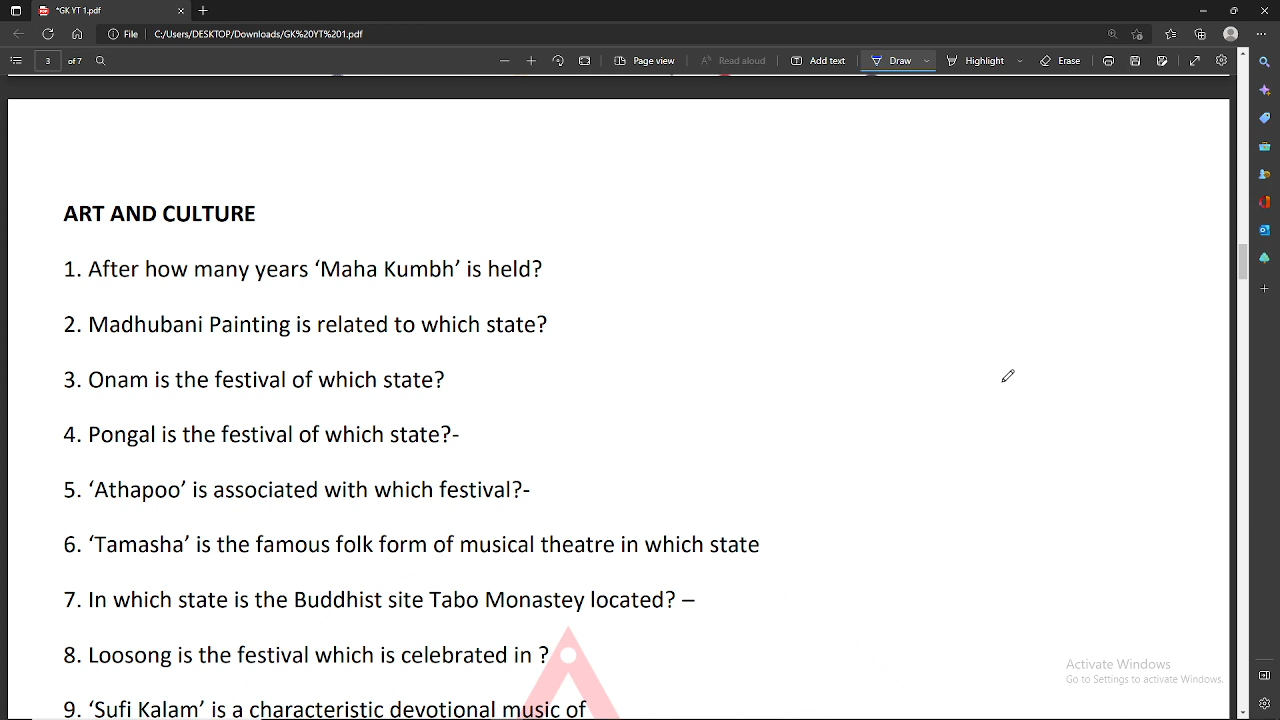 *GK YT 1.pdf
File C:/Users/DESKTOP/Downloads/GK%20YT%201.pdf
3 of 7 Page view Read aloud Add text Draw Highlight Erase
ART AND CULTURE
1. After how many years ‘Maha Kumbh’ is held?
2. Madhubani Painting is related to which state?
3. Onam is the festival of which state?
4. Pongal is the festival of which state?-
5. ‘Athapoo’ is associated with which festival?-
6. ‘Tamasha’ is the famous folk form of musical theatre in which state
7. In which state is the Buddhist site Tabo Monastey located? –
8. Loosong is the festival which is celebrated in ?
9. ‘Sufi Kalam’ is a characteristic devotional music of
Activate Windows
Go to Settings to activate Windows.